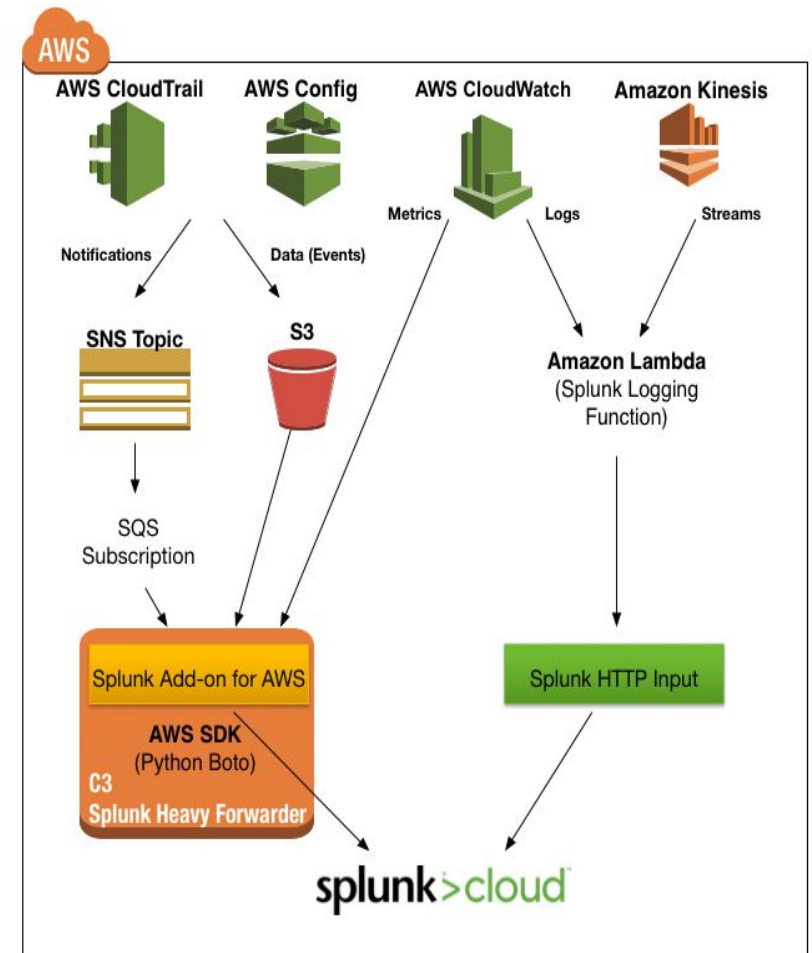 AWS
AWS CloudTrail
AWS Config
AWS CloudWatch
Amazon Kinesis
Metrics
Logs
Streams
Notifications
Data (Events)
SNS Topic
S3
Amazon Lambda
(Splunk Logging
Function)
SQS
Subscription
Splunk Add-on for AWS
Splunk HTTP Input
AWS SDK
(Python Boto)
C3
Splunk Heavy Forwarder
splunk>cloud™